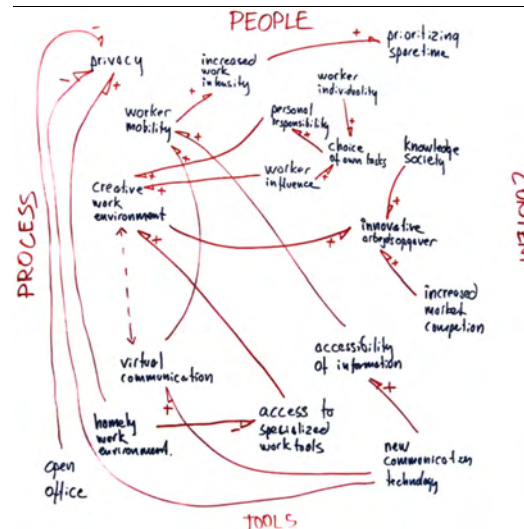 PEOPLE
privacy
increased
work
intensity
prioritizing
sparetime
worker
individuality
worker
mobility
personal
responsibility
choice
of own tasks
knowledge
society
worker
influence
creative
work
environment
innovative
arbejdsopgaver
PROCESS
increased
market
competion
virtual
communication
accessibility
of information
homely
work
environment.
access to
specialized
work tools
open
office
new
communication
technology
TOOLS